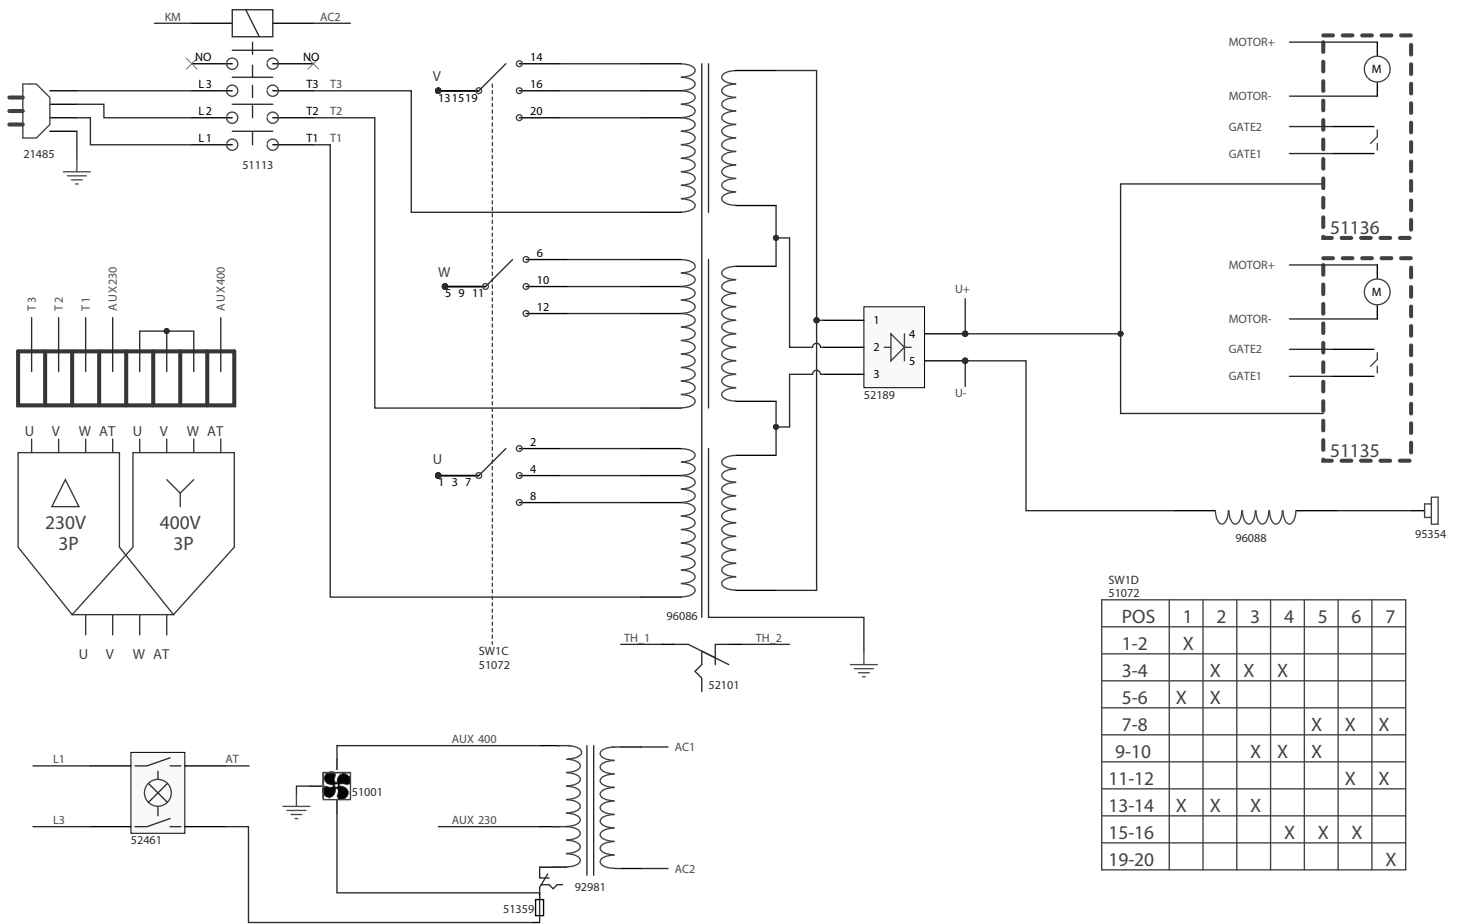 KM AC2
NO NO
L3 T3 T3
L2 T2 T2
L1 T1 T1
21485
51113
V
13 15 19
14
16
20
W
5 9 11
6
10
12
U
1 3 7
2
4
8
SW1C
51072
96086
TH_1 TH_2
52101
1
2
3
4
5
52189
U+
U-
MOTOR+
M
MOTOR-
GATE2
GATE1
51136
MOTOR+
M
MOTOR-
GATE2
GATE1
51135
96088
95354
T3 T2 T1 AUX230 AUX400
U V W AT U V W AT
230V 3P
400V 3P
U V W AT
L1 AT
L3
52461
51001
AUX 400
AUX 230
AC1
AC2
92981
51359
SW1D
51072
POS 1 2 3 4 5 6 7
1-2 X
3-4 X X X
5-6 X X
7-8 X X X
9-10 X X X
11-12 X X
13-14 X X X
15-16 X X X
19-20 X